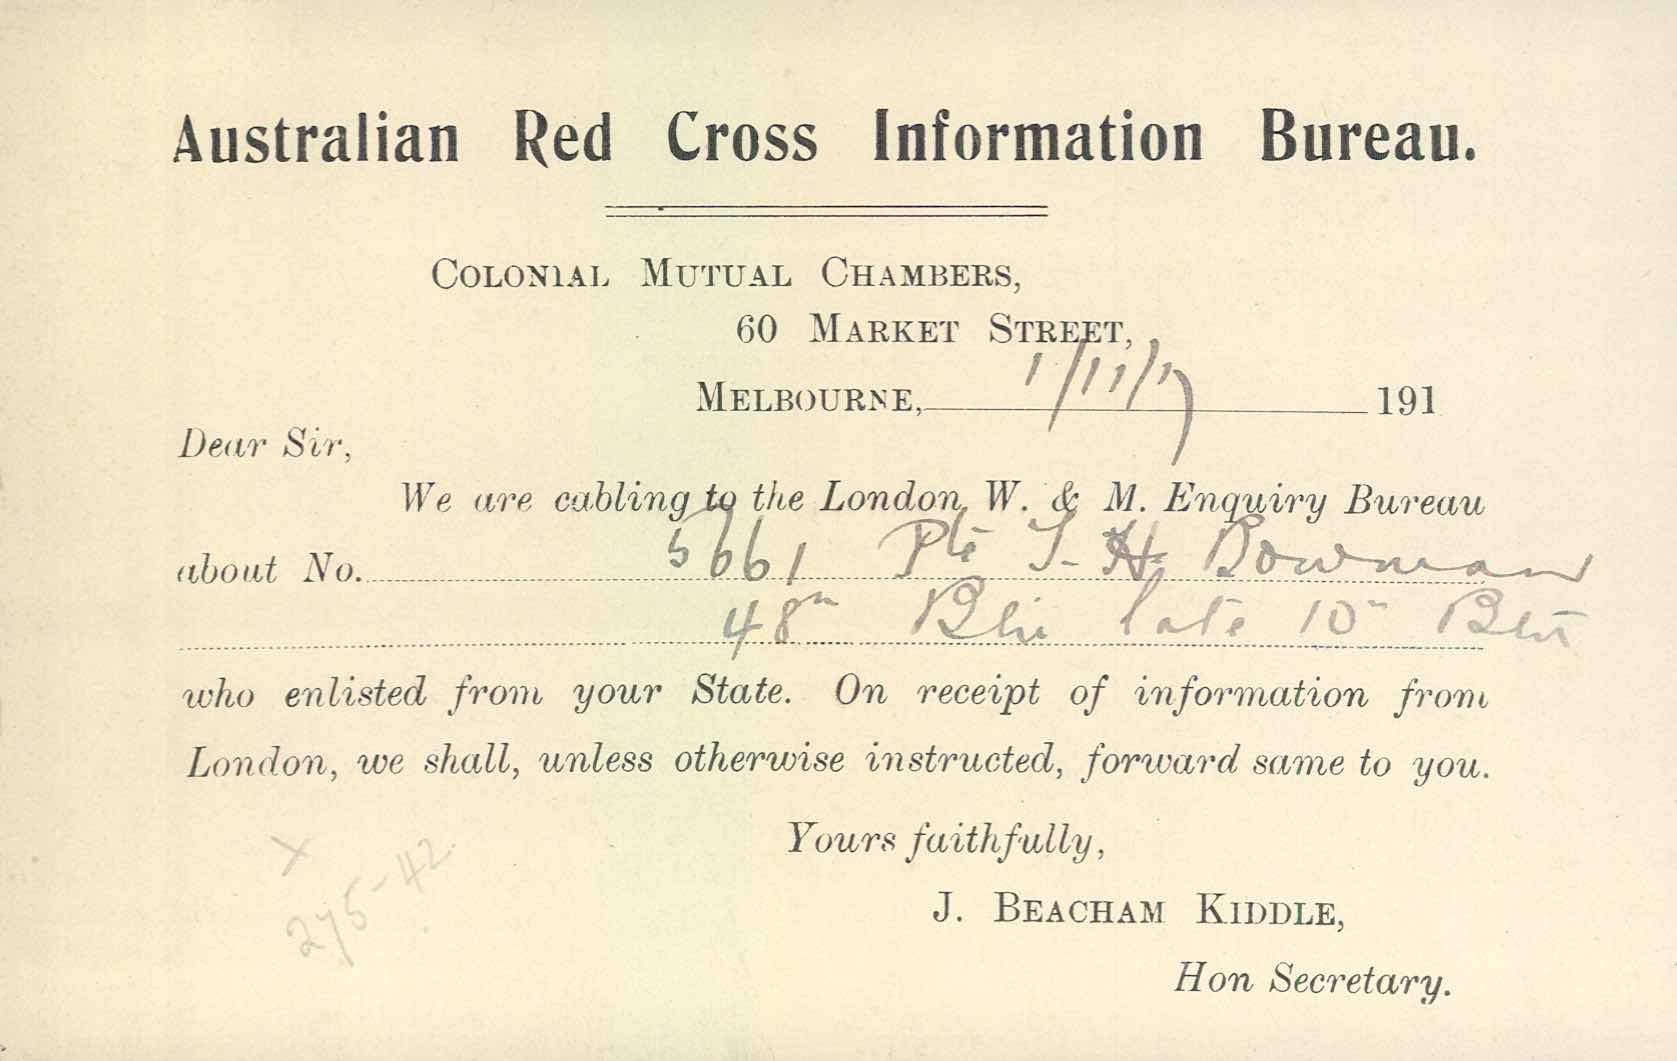 Australian Red Cross Information Bureau.
COLONIAL MUTUAL CHAMBERS,
60 MARKET STREET,
MELBOURNE, 1/11/17 191
Dear Sir,
We are cabling to the London W. & M. Enquiry Bureau
about No. 5661 Pte T. H. Bowman
48th Bn late 10th Btn
who enlisted from your State. On receipt of information from
London, we shall, unless otherwise instructed, forward same to you.
Yours faithfully,
X
275-42
J. BEACHAM KIDDLE,
Hon Secretary.